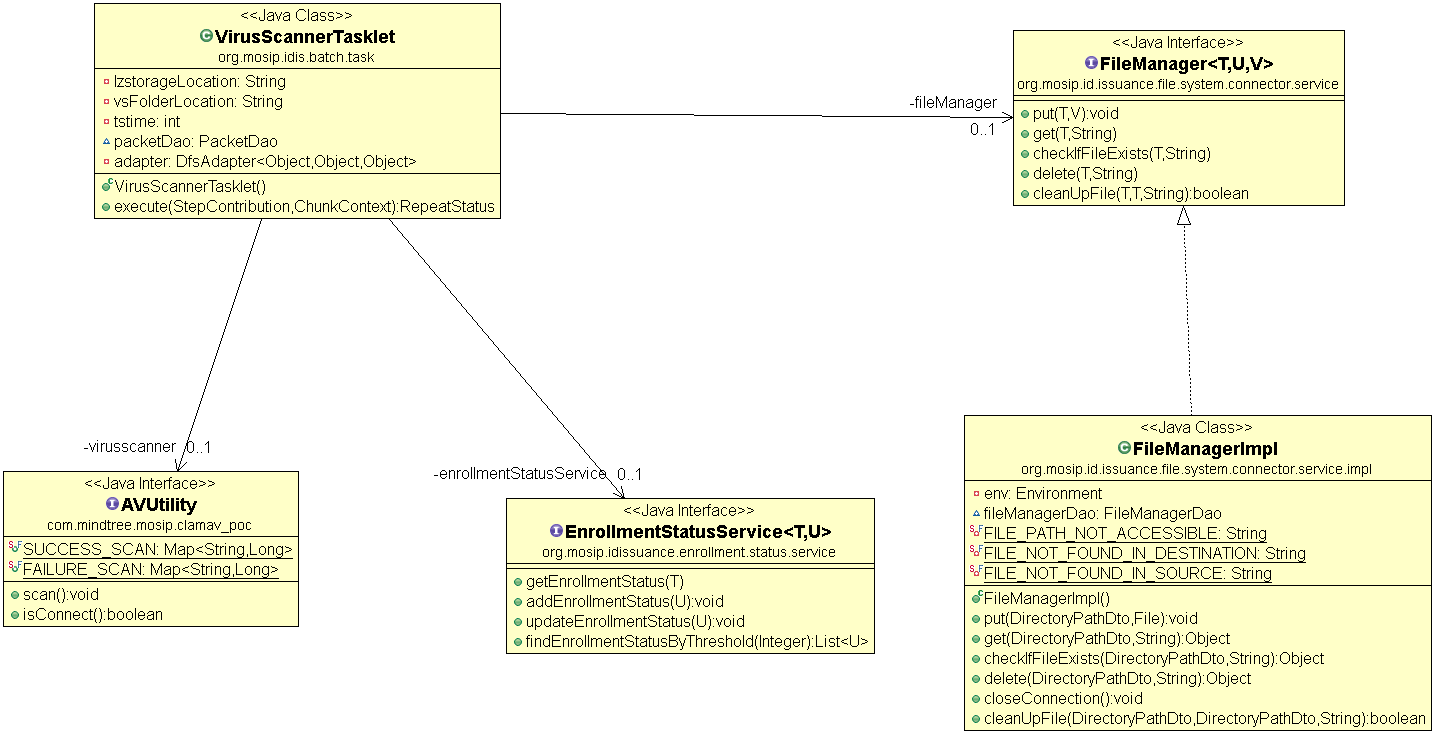 <<Java Class>>
VirusScannerTasklet
org.mosip.idis.batch.task
lzstorageLocation: String
vsFolderLocation: String
tstime: int
packetDao: PacketDao
adapter: DfsAdapter<Object,Object,Object>
VirusScannerTasklet()
execute(StepContribution,ChunkContext):RepeatStatus
-fileManager
0..1
<<Java Interface>>
FileManager<T,U,V>
org.mosip.id.issuance.file.system.connector.service
put(T,V):void
get(T,String)
checkIfFileExists(T,String)
delete(T,String)
cleanUpFile(T,T,String):boolean
-virusscanner 0..1
<<Java Interface>>
AVUtility
com.mindtree.mosip.clamav_poc
SUCCESS_SCAN: Map<String,Long>
FAILURE_SCAN: Map<String,Long>
scan():void
isConnect():boolean
-enrollmentStatusService 0..1
<<Java Interface>>
EnrollmentStatusService<T,U>
org.mosip.idissuance.enrollment.status.service
getEnrollmentStatus(T)
addEnrollmentStatus(U):void
updateEnrollmentStatus(U):void
findEnrollmentStatusByThreshold(Integer):List<U>
<<Java Class>>
FileManagerImpl
org.mosip.id.issuance.file.system.connector.service.impl
env: Environment
fileManagerDao: FileManagerDao
FILE_PATH_NOT_ACCESSIBLE: String
FILE_NOT_FOUND_IN_DESTINATION: String
FILE_NOT_FOUND_IN_SOURCE: String
FileManagerImpl()
put(DirectoryPathDto,File):void
get(DirectoryPathDto,String):Object
checkIfFileExists(DirectoryPathDto,String):Object
delete(DirectoryPathDto,String):Object
closeConnection():void
cleanUpFile(DirectoryPathDto,DirectoryPathDto,String):boolean